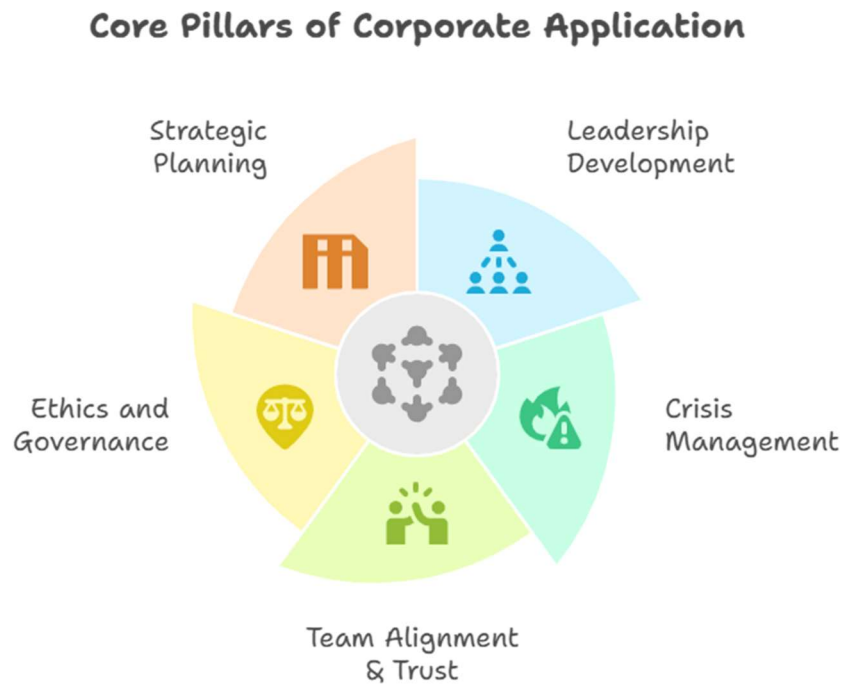 Core Pillars of Corporate Application
Strategic
Planning
Leadership
Development
Ethics and
Governance
Crisis
Management
Team Alignment
& Trust